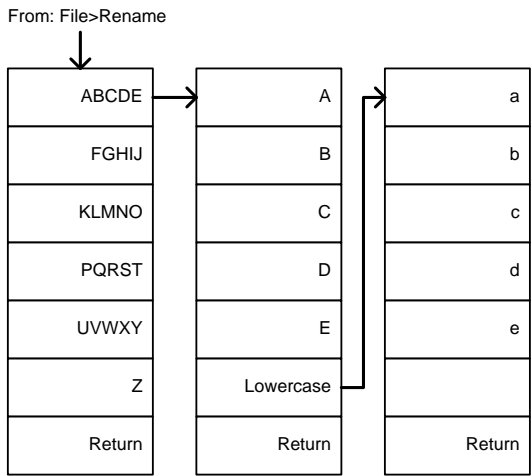 From: File>Rename
ABCDE
FGHIJ
KLMNO
PQRST
UVWXY
Z
Return
A
B
C
D
E
Lowercase
Return
a
b
c
d
e
Return